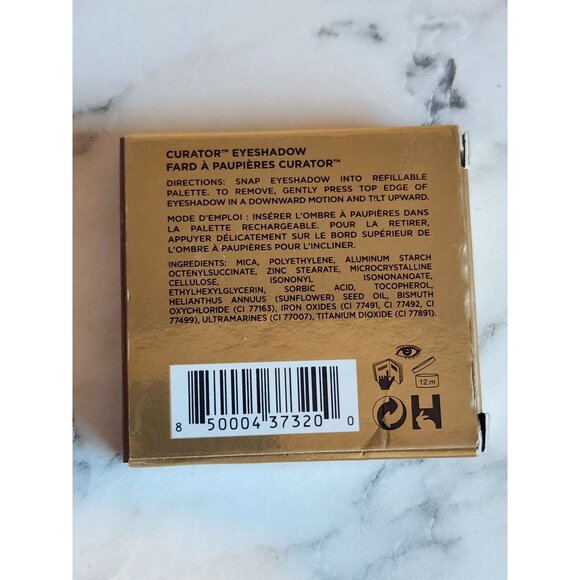 CURATOR™ EYESHADOW
FARD À PAUPIÈRES CURATOR™
DIRECTIONS: SNAP EYESHADOW INTO REFILLABLE
PALETTE. TO REMOVE, GENTLY PRESS TOP EDGE OF
EYESHADOW IN A DOWNWARD MOTION AND TILT UPWARD.
MODE D'EMPLOI : INSÉRER L'OMBRE À PAUPIÈRES DANS
LA PALETTE RECHARGEABLE. POUR LA RETIRER,
APPUYER DÉLICATEMENT SUR LE BORD SUPÉRIEUR DE
L'OMBRE À PAUPIÈRES POUR L'INCLINER.
INGREDIENTS: MICA, POLYETHYLENE, ALUMINUM STARCH
OCTENYLSUCCINATE, ZINC STEARATE, MICROCRYSTALLINE
CELLULOSE, ISONONYL ISONONANOATE,
ETHYLHEXYLGLYCERIN, SORBIC ACID, TOCOPHEROL,
HELIANTHUS ANNUUS (SUNFLOWER) SEED OIL, BISMUTH
OXYCHLORIDE (CI 77163), IRON OXIDES (CI 77491, CI 77492, CI
77499), ULTRAMARINES (CI 77007), TITANIUM DIOXIDE (CI 77891).
12 m
8 50004 37320 0
H